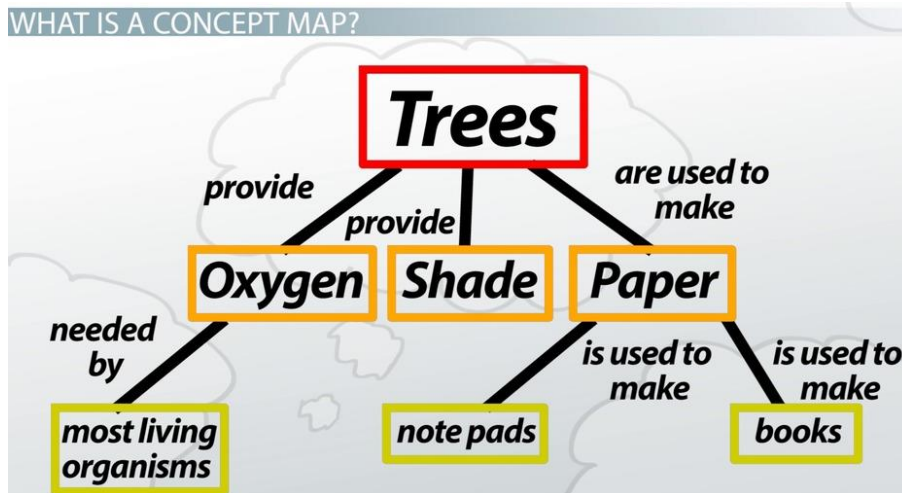 WHAT IS A CONCEPT MAP?
Trees
provide
provide
are used to
make
Oxygen
Shade
Paper
needed
by
is used to
make
is used to
make
most living
organisms
note pads
books